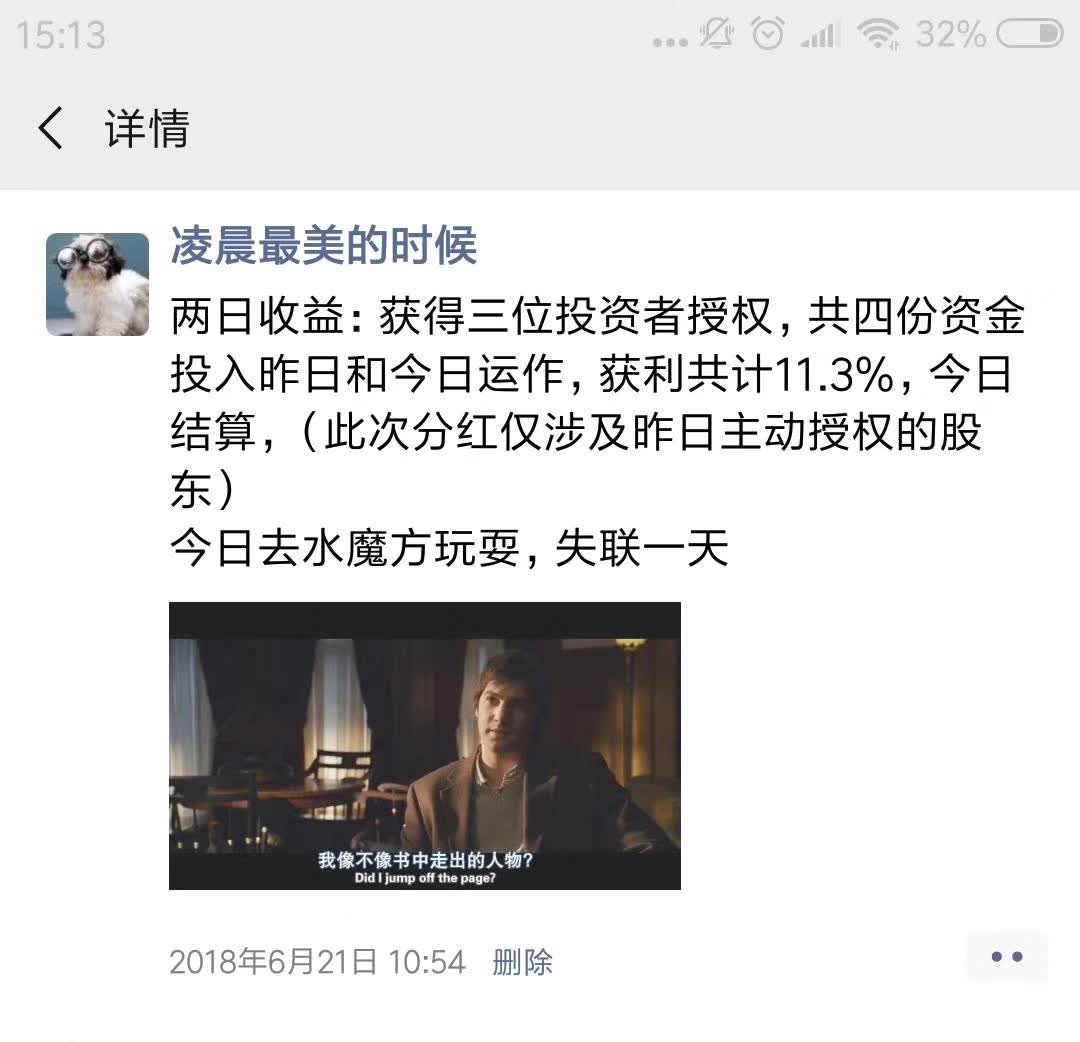 15:13
32%
详情
凌晨最美的时候
两日收益：获得三位投资者授权，共四份资金
投入昨日和今日运作，获利共计11.3%，今日
结算，（此次分红仅涉及昨日主动授权的股
东）
今日去水魔方玩耍，失联一天
我像不像书中走出的人物?
Did I jump off the page?
2018年6月21日 10:54 删除